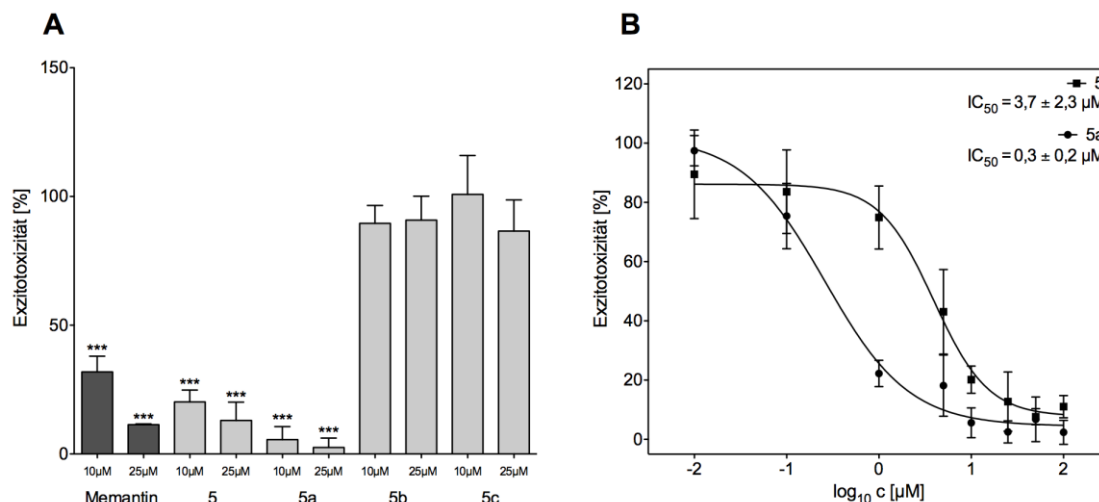 A
150
100
50
0
Exzitotoxizität [%]
***
***
***
***
***
***
10µM 25µM 10µM 25µM 10µM 25µM 10µM 25µM 10µM 25µM
Memantin 5 5a 5b 5c
B
120
100
80
60
40
20
0
Exzitotoxizität [%]
5
IC50 = 3,7 ± 2,3 µM
5a
IC50 = 0,3 ± 0,2 µM
-2 -1 0 1 2
log10 c [µM]